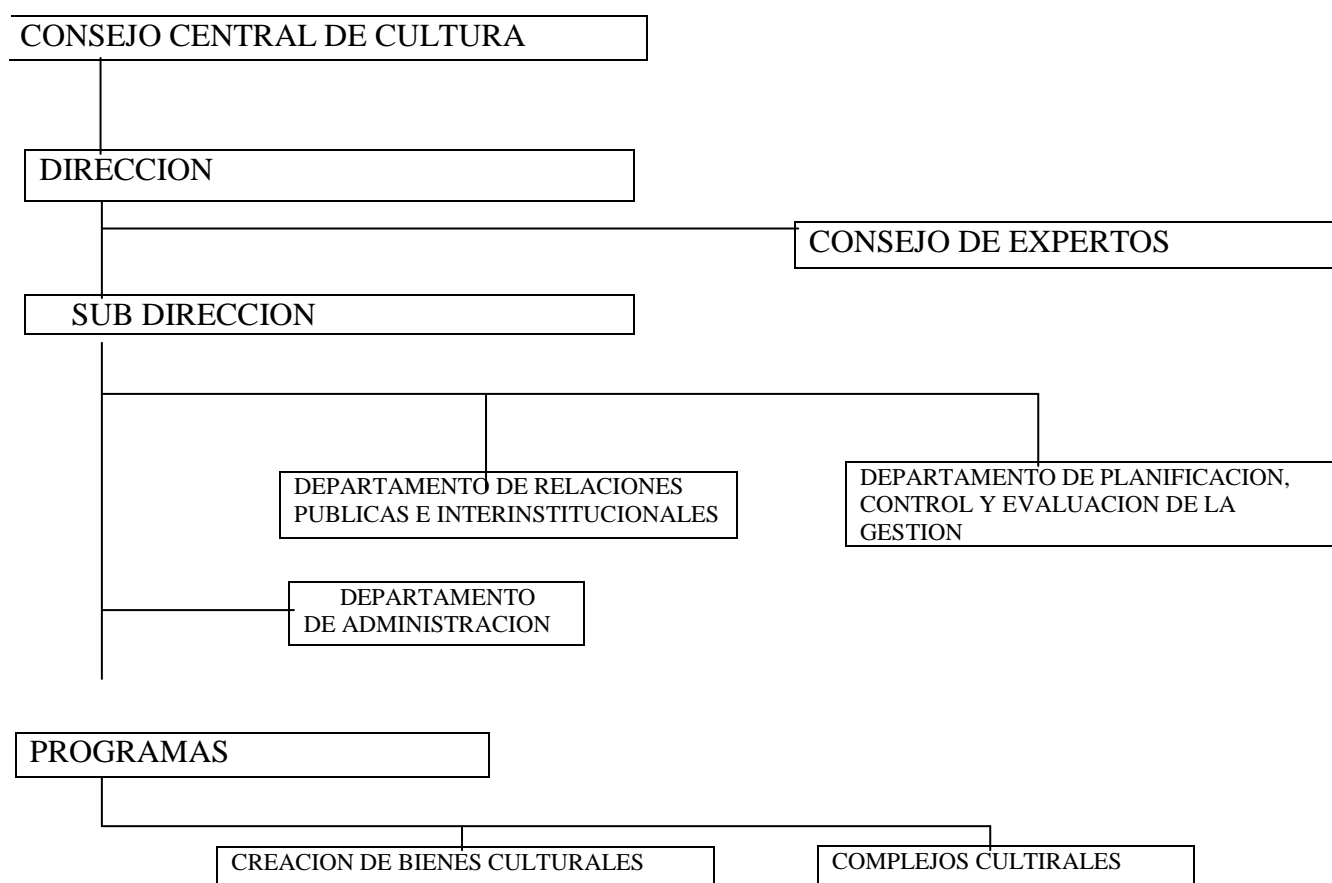 CONSEJO CENTRAL DE CULTURA
DIRECCION
CONSEJO DE EXPERTOS
SUB DIRECCION
DEPARTAMENTO DE RELACIONES
PUBLICAS E INTERINSTITUCIONALES
DEPARTAMENTO DE PLANIFICACION,
CONTROL Y EVALUACION DE LA
GESTION
DEPARTAMENTO
DE ADMINISTRACION
PROGRAMAS
CREACION DE BIENES CULTURALES
COMPLEJOS CULTIRALES